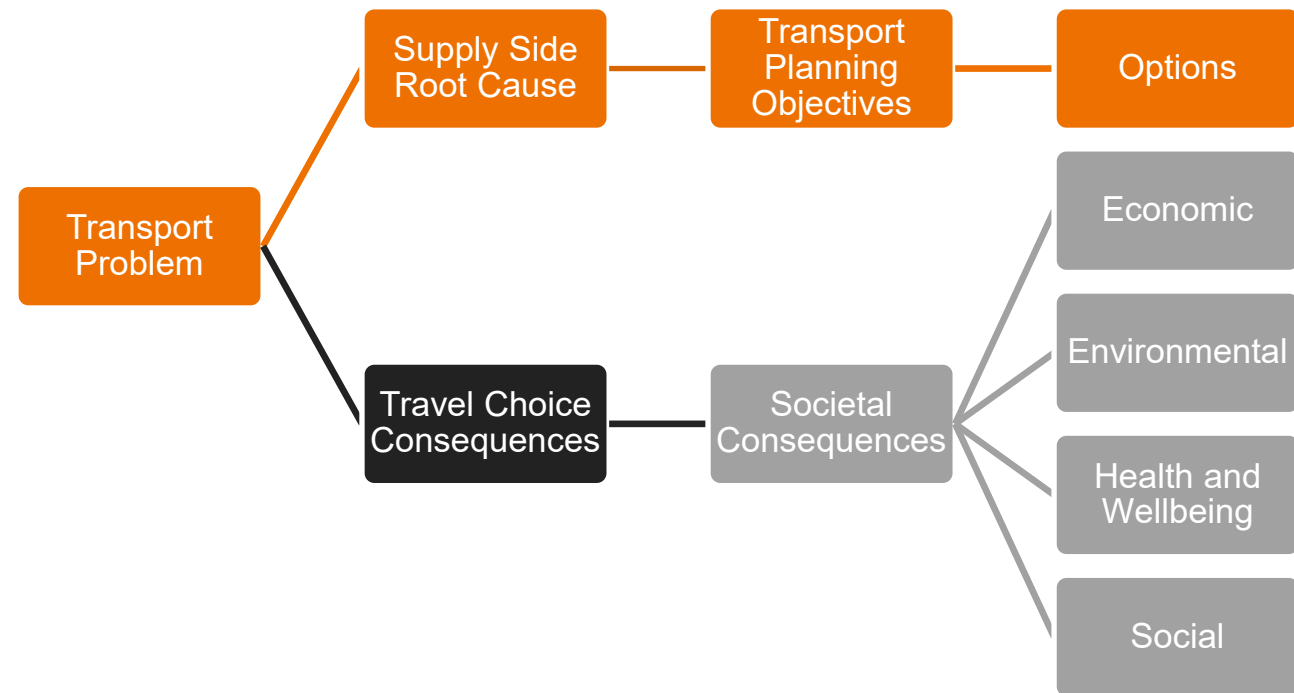 Supply Side
Root Cause
Transport
Planning
Objectives
Options
Transport
Problem
Economic
Environmental
Travel Choice
Consequences
Societal
Consequences
Health and
Wellbeing
Social